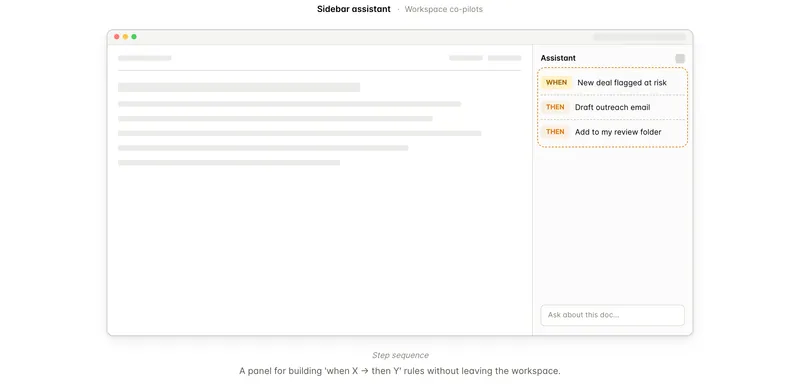 Sidebar assistant · Workspace co-pilots
Assistant
WHEN New deal flagged at risk
THEN Draft outreach email
THEN Add to my review folder
Ask about this doc...
Step sequence
A panel for building 'when X → then Y' rules without leaving the workspace.